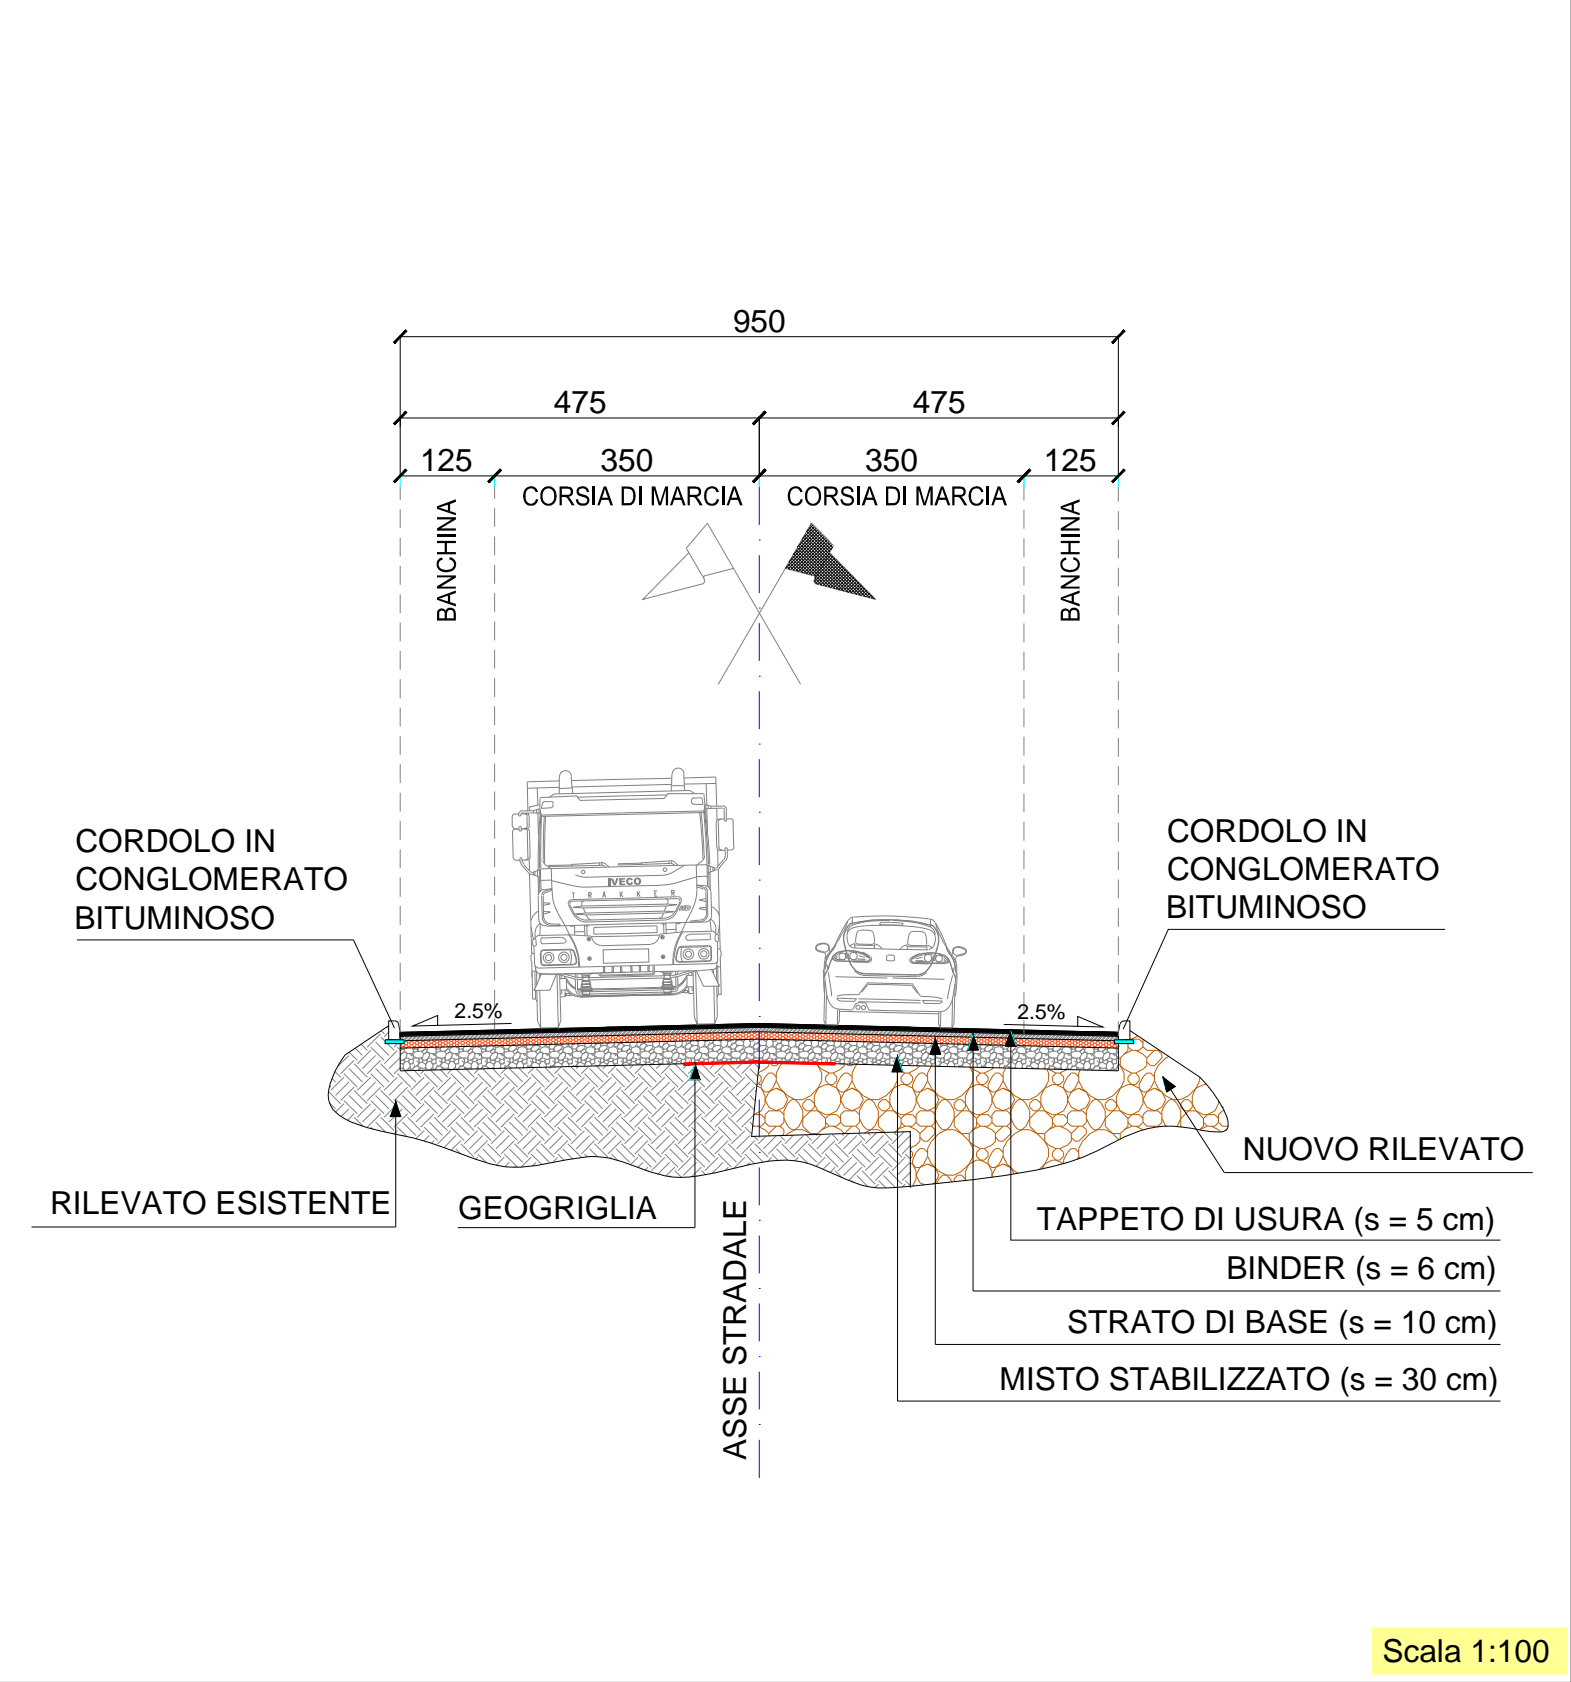 950
475
475
125
350
350
125
CORSIA DI MARCIA
CORSIA DI MARCIA
BANCHINA
BANCHINA
CORDOLO IN
CONGLOMERATO
BITUMINOSO
CORDOLO IN
CONGLOMERATO
BITUMINOSO
IVECO
TRAKKER
2.5%
2.5%
NUOVO RILEVATO
RILEVATO ESISTENTE
GEOGRIGLIA
ASSE STRADALE
TAPPETO DI USURA (s = 5 cm)
BINDER (s = 6 cm)
STRATO DI BASE (s = 10 cm)
MISTO STABILIZZATO (s = 30 cm)
Scala 1:100